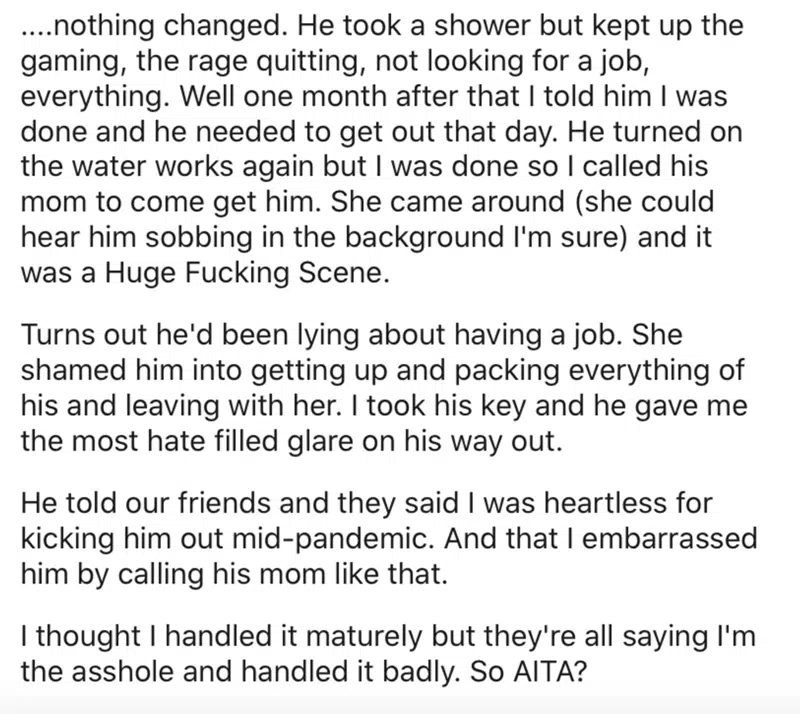 ....nothing changed. He took a shower but kept up the
gaming, the rage quitting, not looking for a job,
everything. Well one month after that I told him I was
done and he needed to get out that day. He turned on
the water works again but I was done so I called his
mom to come get him. She came around (she could
hear him sobbing in the background I'm sure) and it
was a Huge Fucking Scene.
Turns out he'd been lying about having a job. She
shamed him into getting up and packing everything of
his and leaving with her. I took his key and he gave me
the most hate filled glare on his way out.
He told our friends and they said I was heartless for
kicking him out mid-pandemic. And that I embarrassed
him by calling his mom like that.
I thought I handled it maturely but they're all saying I'm
the asshole and handled it badly. So AITA?